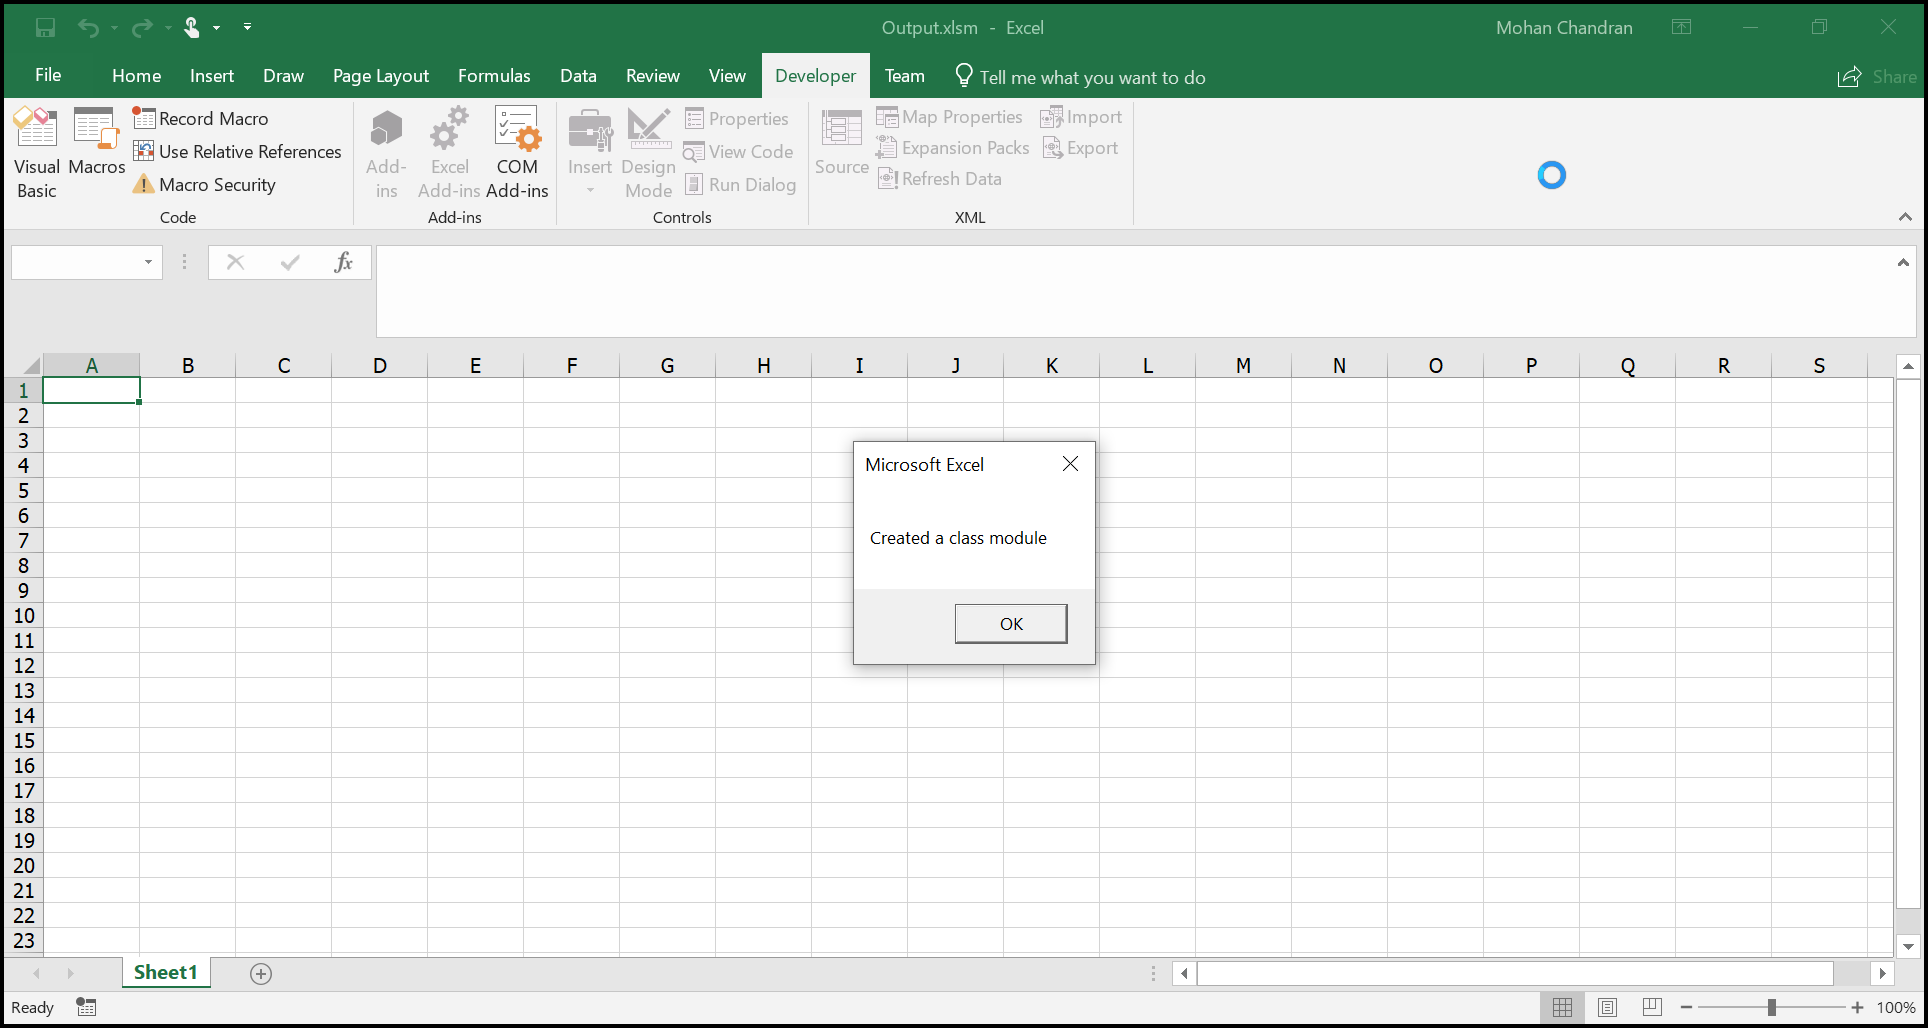 Output.xlsm - Excel
Mohan Chandran
File Home Insert Draw Page Layout Formulas Data Review View Developer Team Tell me what you want to do Share
Visual Basic
Macros
Record Macro
Use Relative References
Macro Security
Code
Add-ins
Excel Add-ins
COM Add-ins
Add-ins
Insert
Design Mode
Properties
View Code
Run Dialog
Controls
Source
Map Properties
Expansion Packs
Refresh Data
Import
Export
XML
fx
A B C D E F G H I J K L M N O P Q R S
1
2
3
4
5
6
7
8
9
10
11
12
13
14
15
16
17
18
19
20
21
22
23
Microsoft Excel
Created a class module
OK
Sheet1
Ready
100%